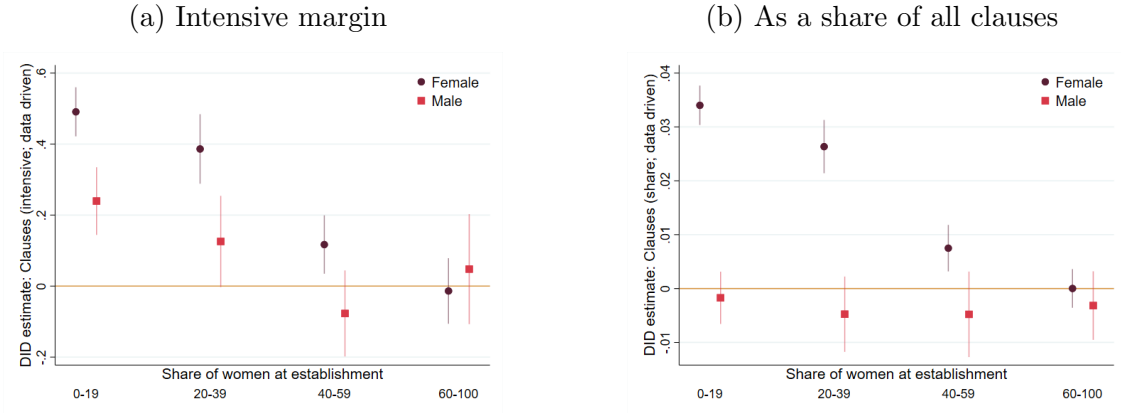 (a) Intensive margin
DID estimate: Clauses (intensive; data driven)
.6
.4
.2
0
-.2
Female
Male
Share of women at establishment
0-19 20-39 40-59 60-100
(b) As a share of all clauses
DID estimate: Clauses (share; data driven)
.04
.03
.02
.01
0
-.01
Female
Male
Share of women at establishment
0-19 20-39 40-59 60-100